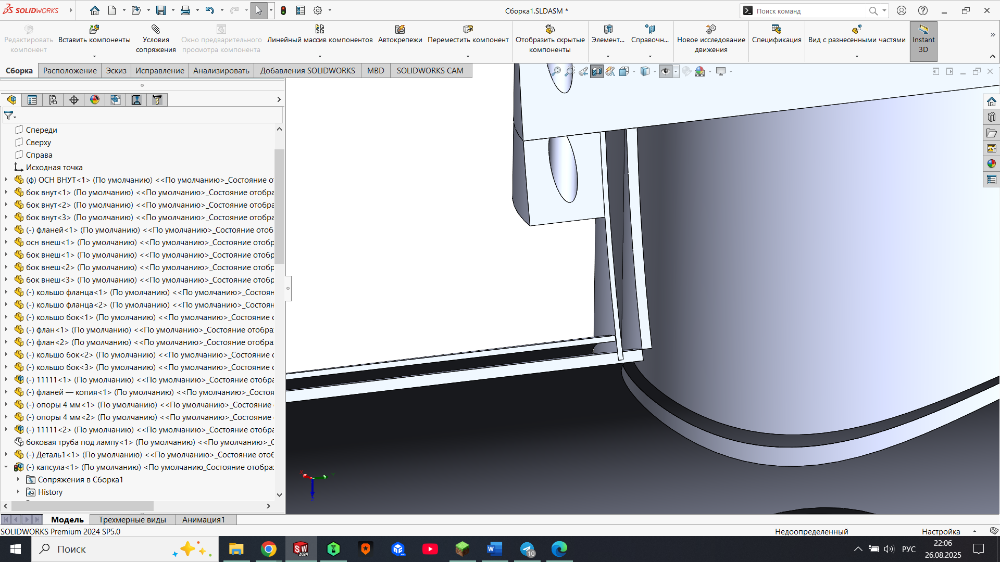 SOLIDWORKS
Сборка1.SLDASM *
Поиск команд
Редактировать компонент
Вставить компоненты
Условия сопряжения
Окно предварительного просмотра компонента
Линейный массив компонентов
Автокрепежи
Переместить компонент
Отобразить скрытые компоненты
Элемент...
Справочн...
Новое исследование движения
Спецификация
Вид с разнесенными частями
Instant 3D
Сборка
Расположение
Эскиз
Исправление
Анализировать
Добавления SOLIDWORKS
MBD
SOLIDWORKS CAM
Спереди
Сверху
Справа
Исходная точка
(ф) ОСН ВНУТ<1> (По умолчанию) <<По умолчанию>_Состояние о
бок внут<1> (По умолчанию) <<По умолчанию>_Состояние отобра
бок внут<2> (По умолчанию) <<По умолчанию>_Состояние отобра
бок внут<3> (По умолчанию) <<По умолчанию>_Состояние отобра
(-) фланей<1> (По умолчанию) <<По умолчанию>_Состояние отоб
осн внеш<1> (По умолчанию) <<По умолчанию>_Состояние отобр
бок внеш<1> (По умолчанию) <<По умолчанию>_Состояние отобр
бок внеш<2> (По умолчанию) <<По умолчанию>_Состояние отобр
бок внеш<3> (По умолчанию) <<По умолчанию>_Состояние отобр
(-) кольшо фланца<1> (По умолчанию) <<По умолчанию>_Состоян
(-) кольшо фланца<2> (По умолчанию) <<По умолчанию>_Состоян
(-) кольшо бок<1> (По умолчанию) <<По умолчанию>_Состояние о
(-) флан<1> (По умолчанию) <<По умолчанию>_Состояние отобра
(-) флан<2> (По умолчанию) <<По умолчанию>_Состояние отобра
(-) кольшо бок<2> (По умолчанию) <<По умолчанию>_Состояние о
(-) кольшо бок<3> (По умолчанию) <<По умолчанию>_Состояние о
(-) 11111<1> (По умолчанию) <<По умолчанию>_Состояние отобра
(-) фланей — копия<1> (По умолчанию) <<По умолчанию>_Состоя
(-) опоры 4 мм<1> (По умолчанию) <<По умолчанию>_Состояние
(-) опоры 4 мм<2> (По умолчанию) <<По умолчанию>_Состояние
(-) 11111<2> (По умолчанию) <<По умолчанию>_Состояние отобра
боковая труба под лампу<1> (По умолчанию) <<По умолчанию>_С
(-) Деталь1<1> (По умолчанию) <<По умолчанию>_Состояние отоб
(-) капсула<1> (По умолчанию) <По умолчанию_Состояние отобра
Сопряжения в Сборка1
History
X
Y
Z
Модель
Трехмерные виды
Анимация1
SOLIDWORKS Premium 2024 SP5.0
Недоопределенный
Настройка
Поиск
SW
2024
W
10
РУС
22:06
26.08.2025